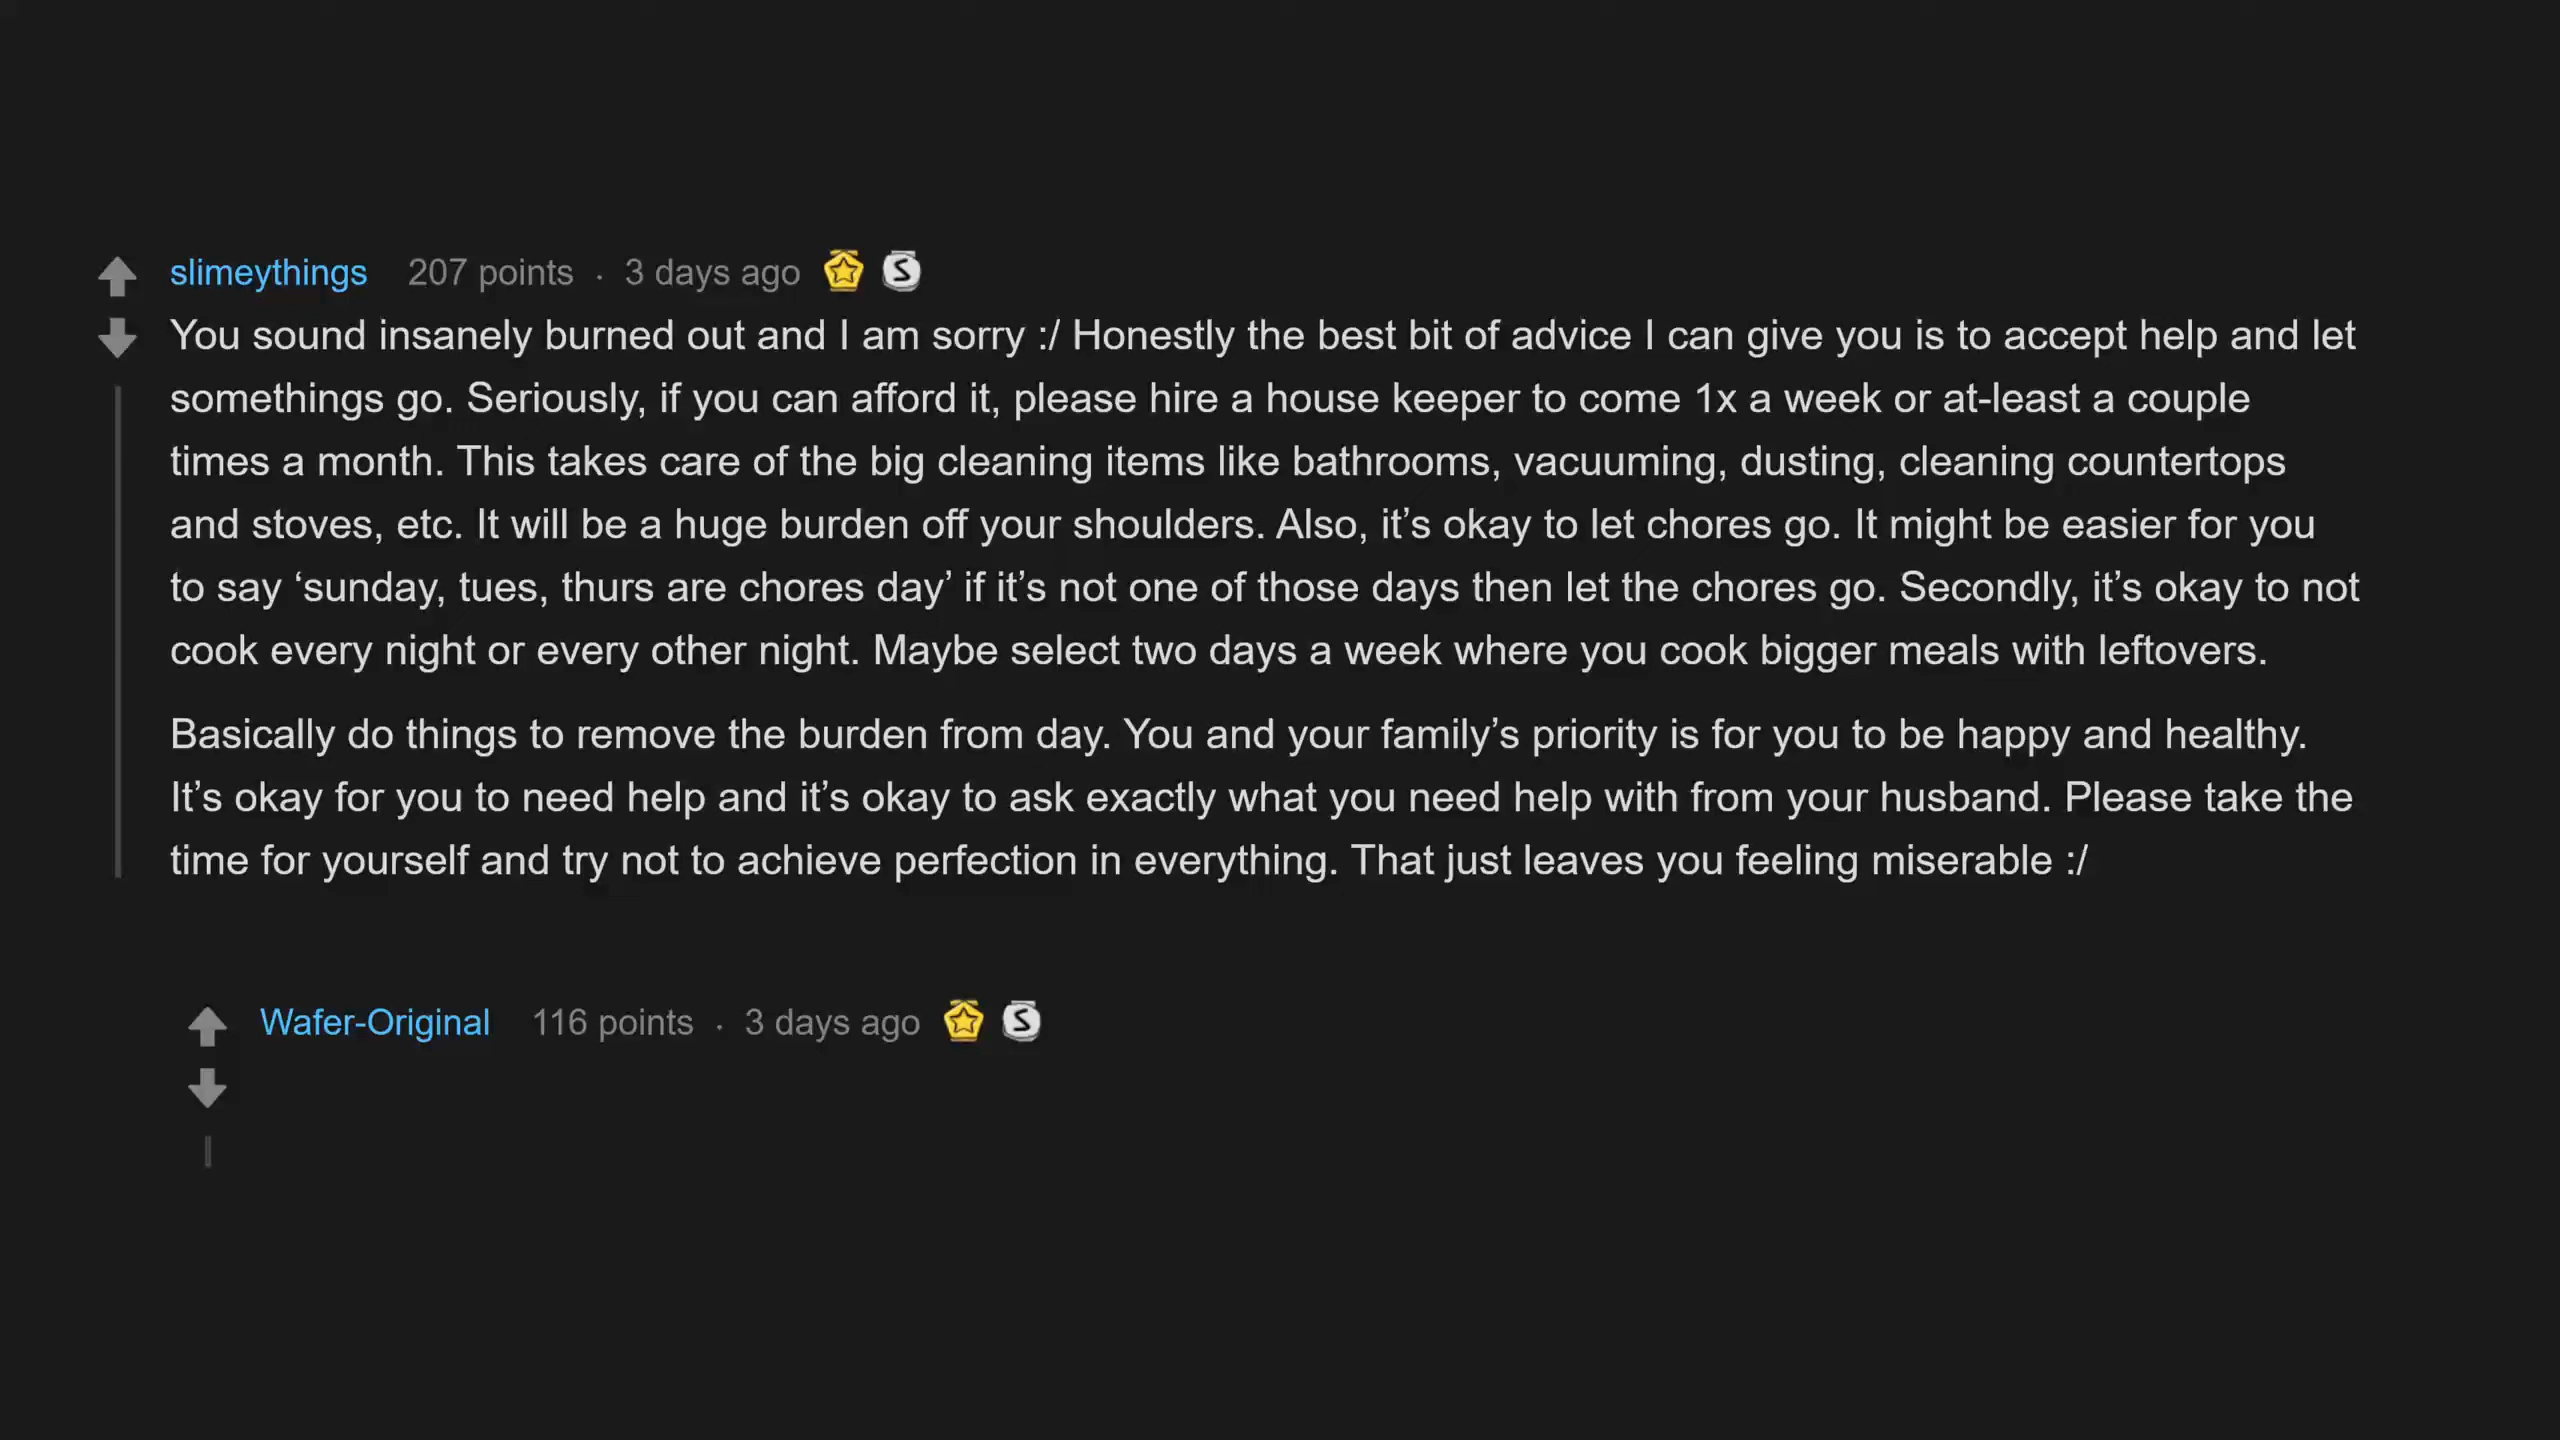 slimeythings 207 points · 3 days ago
You sound insanely burned out and I am sorry :/ Honestly the best bit of advice I can give you is to accept help and let
somethings go. Seriously, if you can afford it, please hire a house keeper to come 1x a week or at-least a couple
times a month. This takes care of the big cleaning items like bathrooms, vacuuming, dusting, cleaning countertops
and stoves, etc. It will be a huge burden off your shoulders. Also, it’s okay to let chores go. It might be easier for you
to say ‘sunday, tues, thurs are chores day’ if it’s not one of those days then let the chores go. Secondly, it’s okay to not
cook every night or every other night. Maybe select two days a week where you cook bigger meals with leftovers.
Basically do things to remove the burden from day. You and your family’s priority is for you to be happy and healthy.
It’s okay for you to need help and it’s okay to ask exactly what you need help with from your husband. Please take the
time for yourself and try not to achieve perfection in everything. That just leaves you feeling miserable :/
Wafer-Original 116 points · 3 days ago